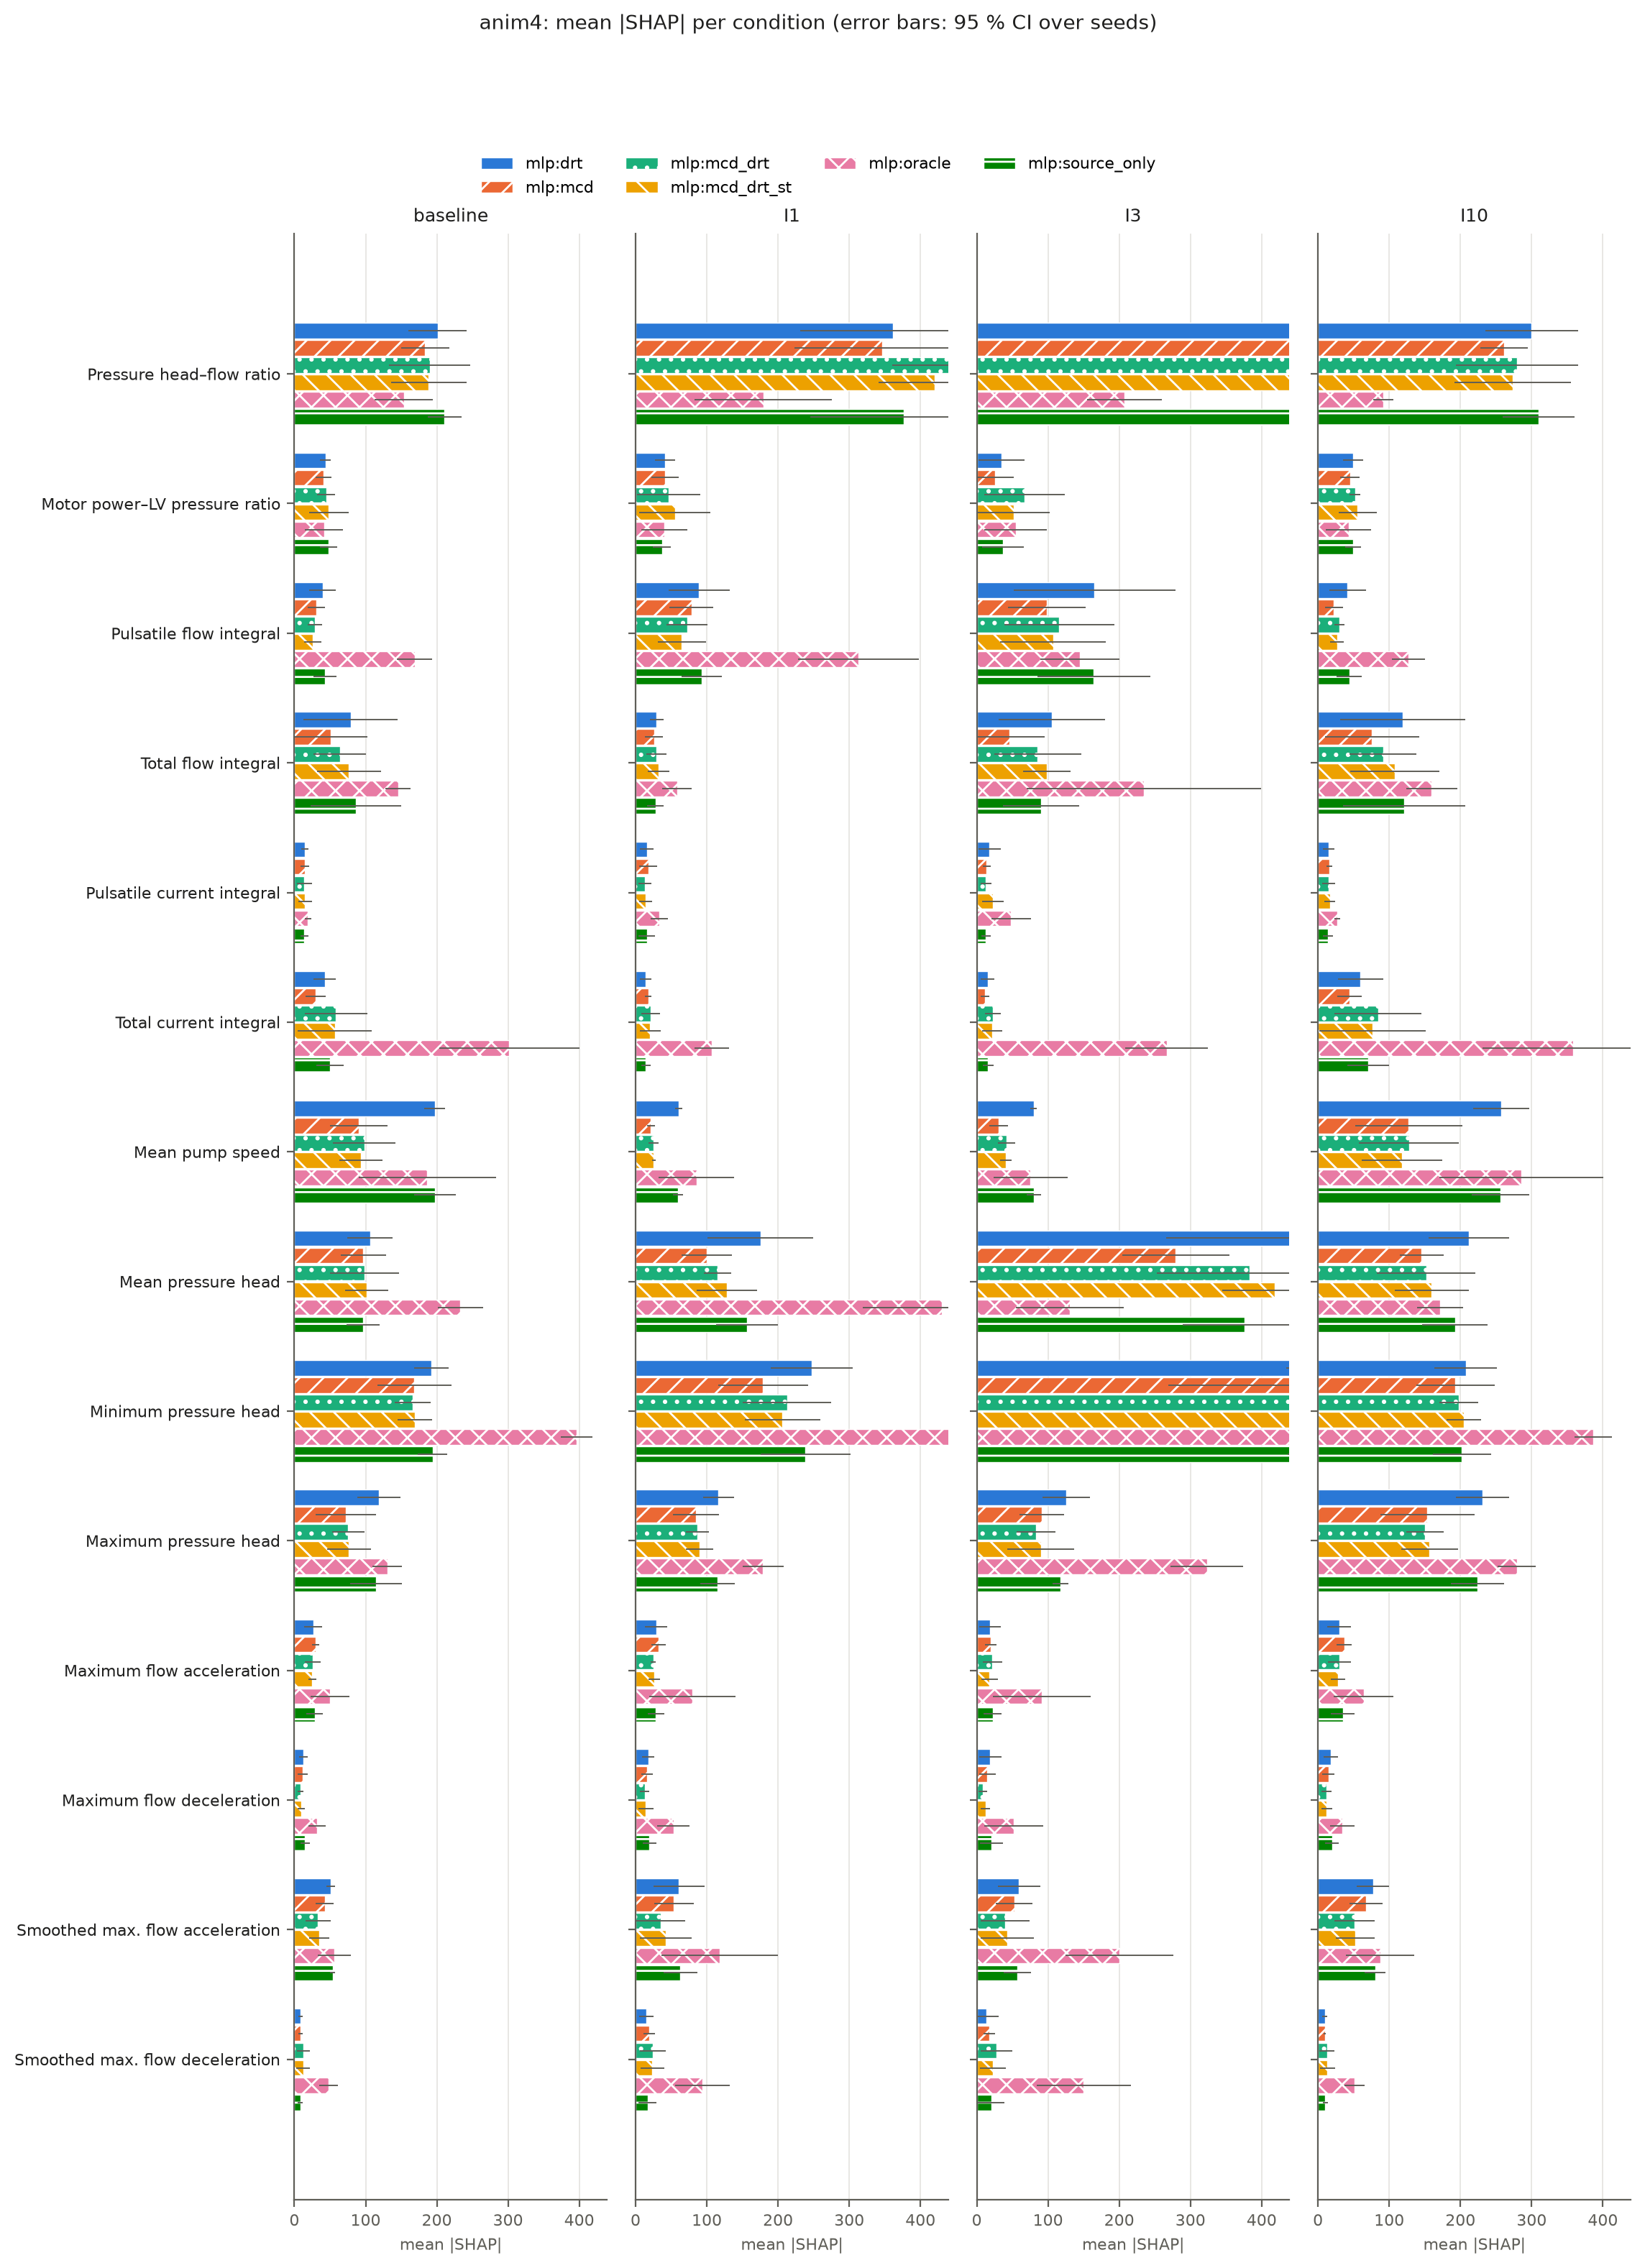 anim4: mean |SHAP| per condition (error bars: 95 % CI over seeds)
mlp:drt
mlp:mcd_drt
mlp:oracle
mlp:source_only
mlp:mcd
mlp:mcd_drt_st
baseline
I1
I3
I10
Pressure head–flow ratio
Motor power–LV pressure ratio
Pulsatile flow integral
Total flow integral
Pulsatile current integral
Total current integral
Mean pump speed
Mean pressure head
Minimum pressure head
Maximum pressure head
Maximum flow acceleration
Maximum flow deceleration
Smoothed max. flow acceleration
Smoothed max. flow deceleration
0 100 200 300 400
0 100 200 300 400
0 100 200 300 400
0 100 200 300 400
mean |SHAP|
mean |SHAP|
mean |SHAP|
mean |SHAP|